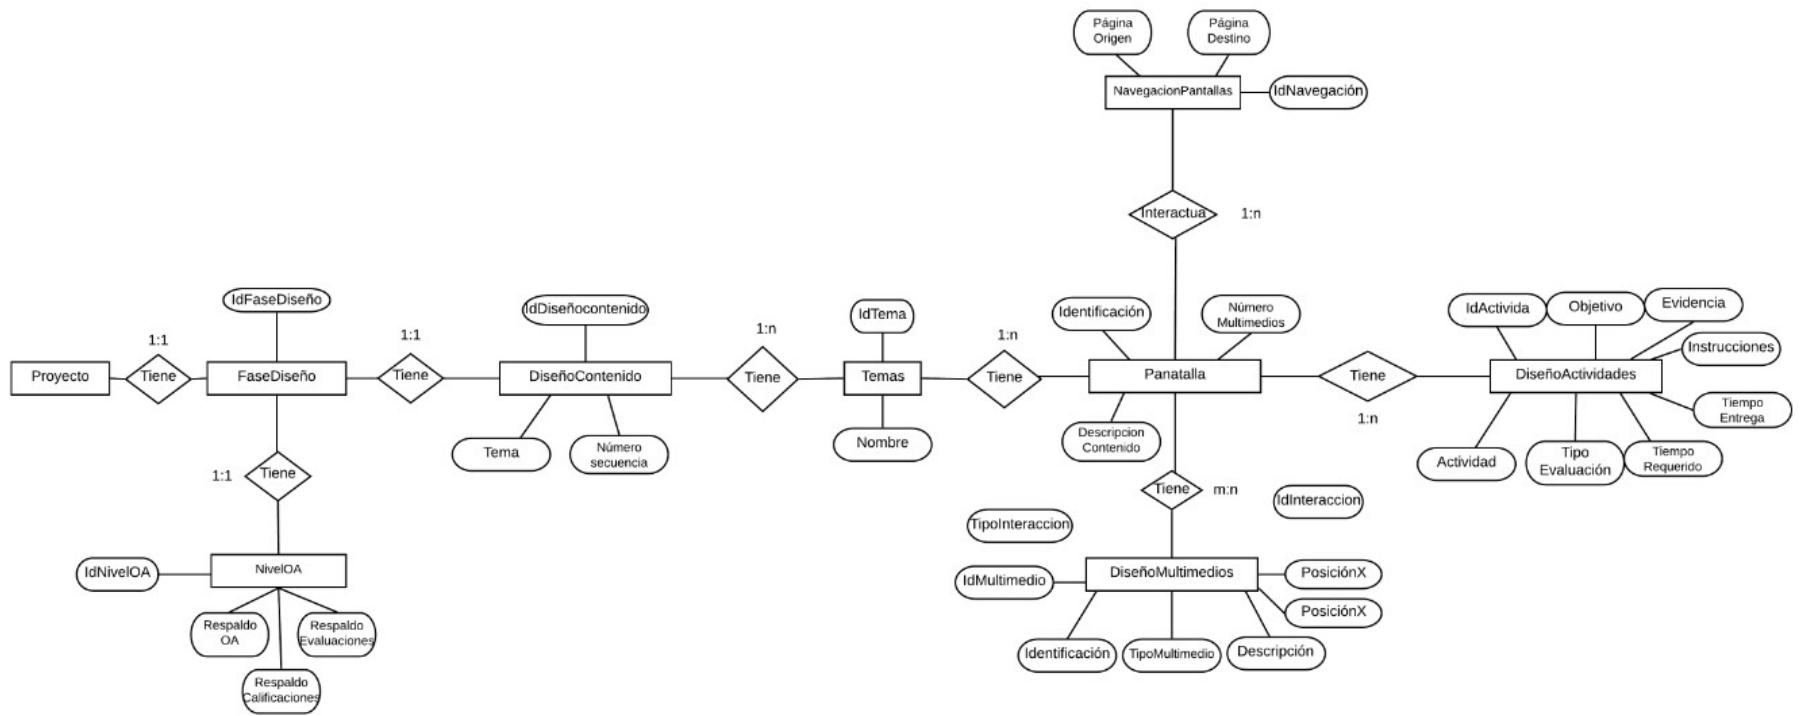 Página
Origen
Página
Destino
NavegacionPantallas
IdNavegación
Interactua
1:n
IdFaseDiseño
IdDiseñocontenido
IdTema
Identificación
Número
Multimedios
IdActivida
Objetivo
Evidencia
Instrucciones
1:1
1:1
1:n
1:n
Proyecto
Tiene
FaseDiseño
Tiene
DiseñoContenido
Tiene
Temas
Tiene
Panatalla
Tiene
DiseñoActividades
1:n
Tiempo
Entrega
Tema
Número
secuencia
Nombre
Descripcion
Contenido
Actividad
Tipo
Evaluación
Tiempo
Requerido
1:1
Tiene
Tiene
m:n
IdInteraccion
TipoInteraccion
IdNivelOA
NivelOA
IdMultimedio
DiseñoMultimedios
PosiciónX
PosiciónX
Respaldo
OA
Respaldo
Evaluaciones
Respaldo
Calificaciones
Identificación
TipoMultimedio
Descripción